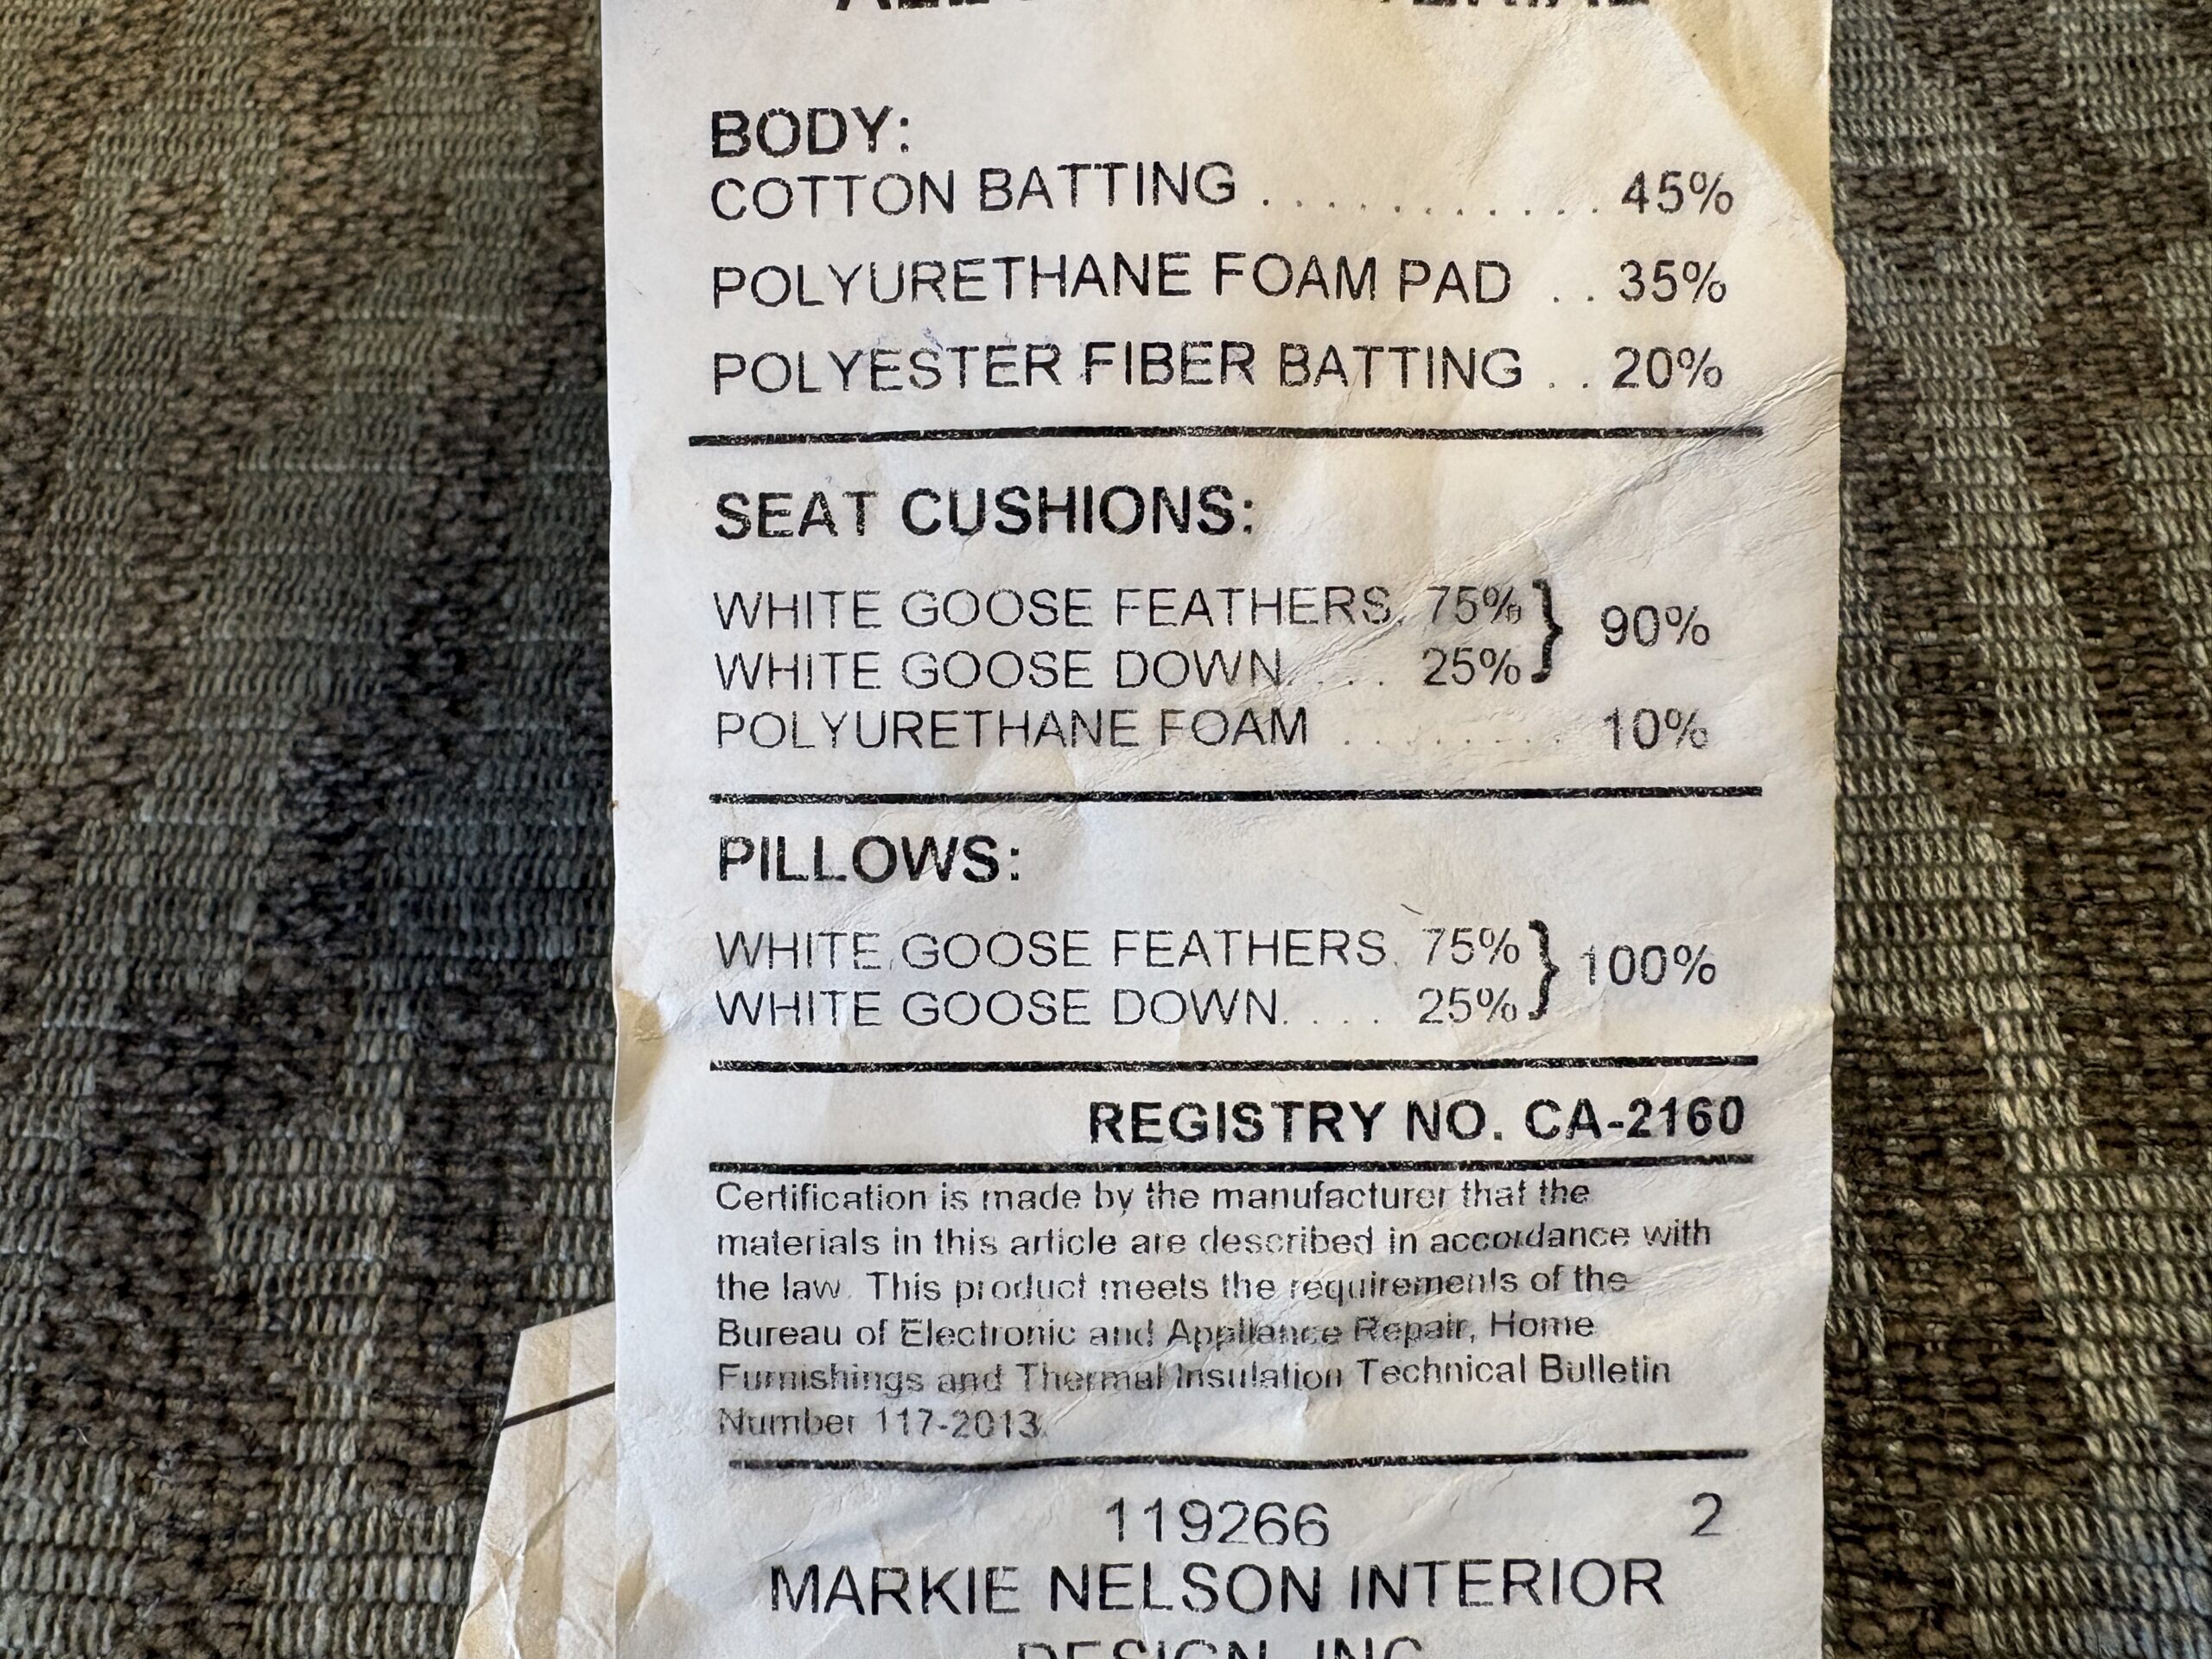 BODY:
COTTON BATTING . . . . . . . . . . . . 45%
POLYURETHANE FOAM PAD . . 35%
POLYESTER FIBER BATTING . . 20%
SEAT CUSHIONS:
WHITE GOOSE FEATHERS. 75% } 90%
WHITE GOOSE DOWN. . . . 25%
POLYURETHANE FOAM . . . . . . . . 10%
PILLOWS:
WHITE GOOSE FEATHERS. 75% } 100%
WHITE GOOSE DOWN. . . . 25%
REGISTRY NO. CA-2160
Certification is made by the manufacturer that the
materials in this article are described in accordance with
the law. This product meets the requirements of the
Bureau of Electronic and Appliance Repair, Home
Furnishings and Thermal Insulation Technical Bulletin
Number 117-2013.
119266 2
MARKIE NELSON INTERIOR
DESIGN, INC